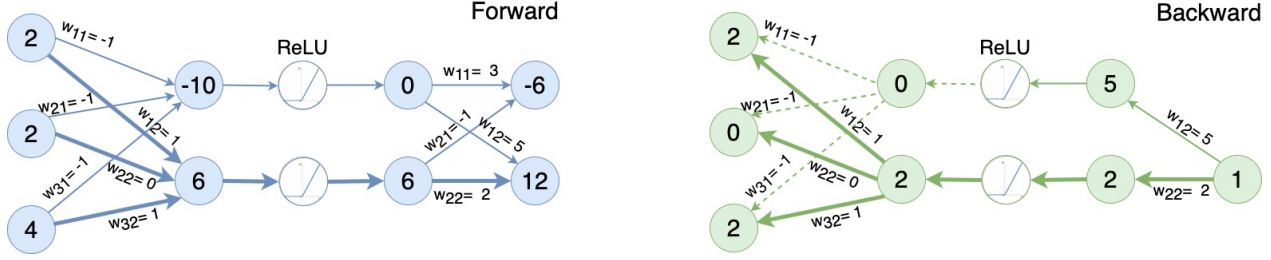 Forward
2
w11= -1
-10
ReLU
0
w11= 3
-6
2
w21= -1
w12= 1
w21= -1
w12= 5
w31= -1
w22= 0
6
6
12
w22= 2
4
w32= 1
Backward
2
w11= -1
0
ReLU
5
w21= -1
w12= 1
w12= 5
0
w31= -1
w22= 0
2
2
1
w22= 2
2
w32= 1